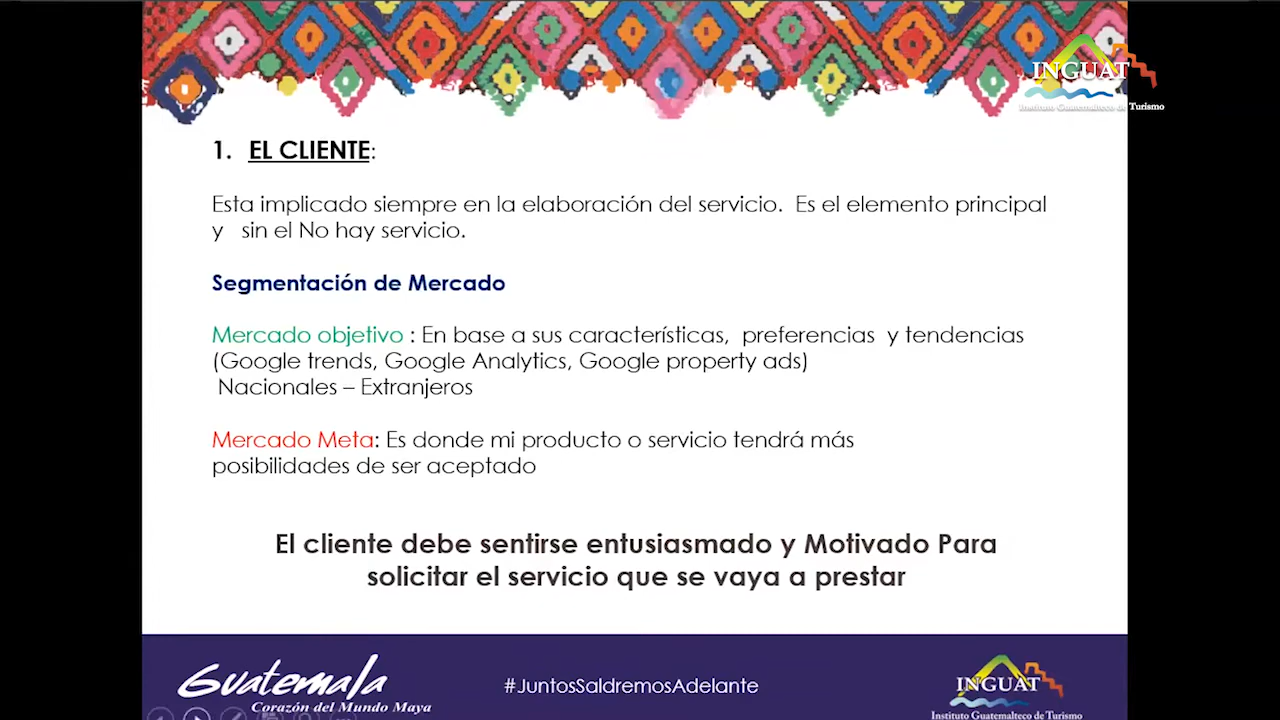 INGUAT
Instituto Guatemalteco de Turismo
1. EL CLIENTE:
Esta implicado siempre en la elaboración del servicio. Es el elemento principal
y sin el No hay servicio.
Segmentación de Mercado
Mercado objetivo : En base a sus características, preferencias y tendencias
(Google trends, Google Analytics, Google property ads)
Nacionales – Extranjeros
Mercado Meta: Es donde mi producto o servicio tendrá más
posibilidades de ser aceptado
El cliente debe sentirse entusiasmado y Motivado Para
solicitar el servicio que se vaya a prestar
Guatemala
Corazón del Mundo Maya
#JuntosSaldremosAdelante
INGUAT
Instituto Guatemalteco de Turismo